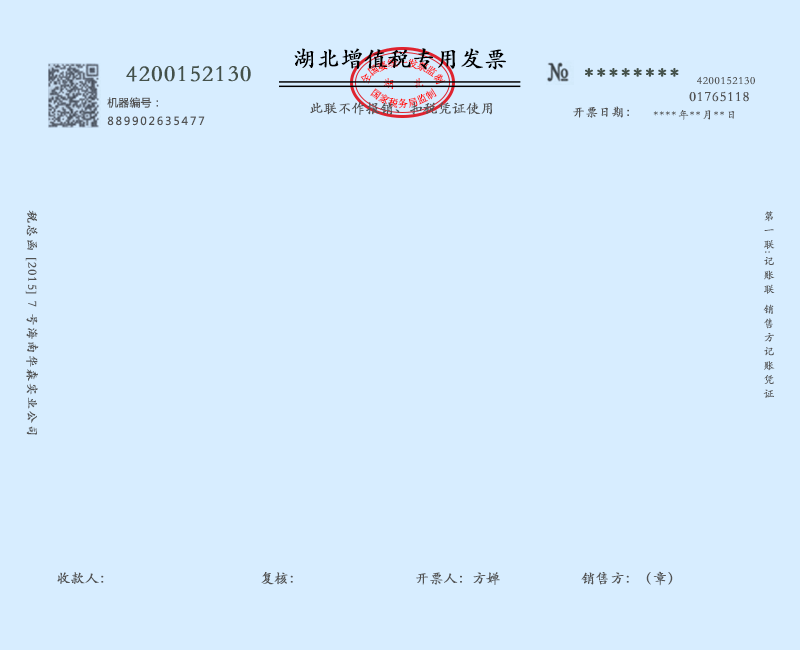 湖北增值税专用发票
4200152130
机器编号：
889902635477
此联不作报销、扣税凭证使用
全国统一发票监制
湖北
国家税务局监制
№ ********
4200152130
01765118
开票日期： ****年**月**日
税总函 [2015] 7 号海南华森实业公司
第一联:记账联 销售方记账凭证
收款人:
复核:
开票人: 方婵
销售方: （章）